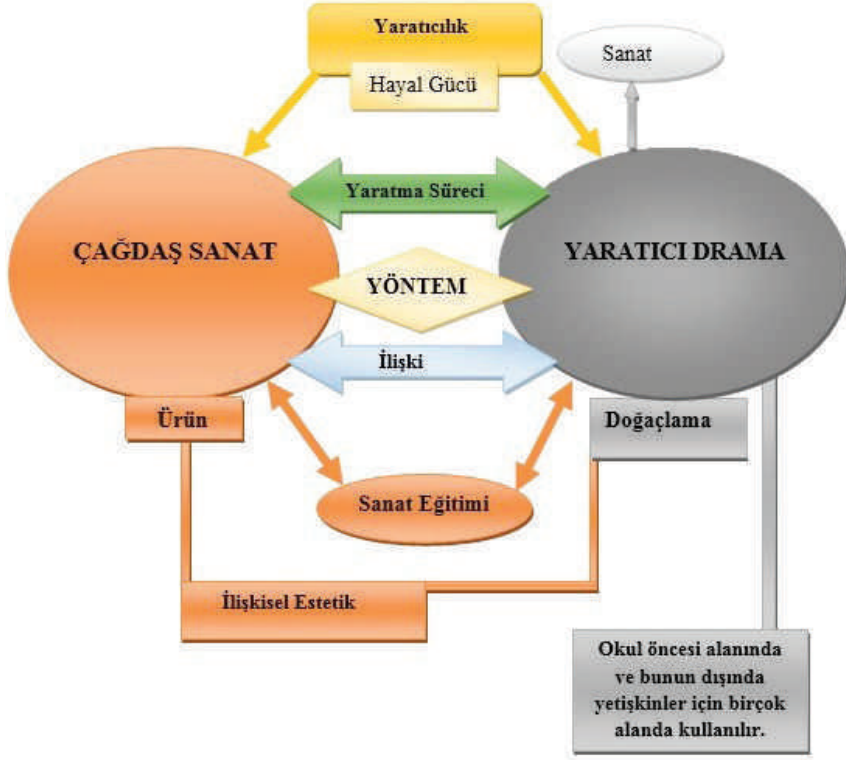 Yaratıcılık
Hayal Gücü
Sanat
Yaratma Süreci
ÇAĞDAŞ SANAT
YARATICI DRAMA
YÖNTEM
İlişki
Ürün
Doğaçlama
Sanat Eğitimi
İlişkisel Estetik
Okul öncesi alanında
ve bunun dışında
yetişkinler için birçok
alanda kullanılır.